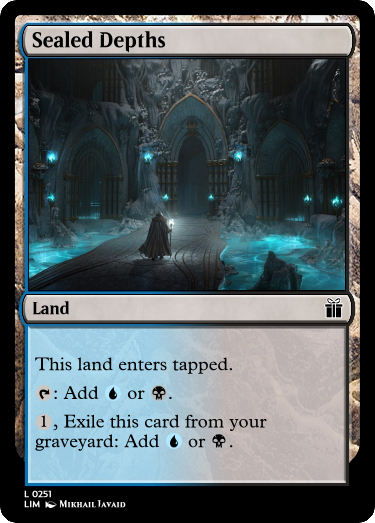 Sealed Depths
Land
This land enters tapped.
: Add or .
1, Exile this card from your
graveyard: Add or .
L 0251
LIM Mikhail Javaid